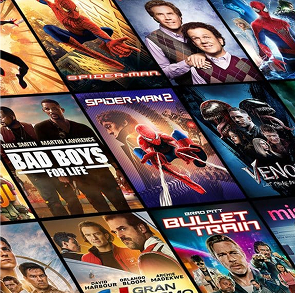 SPIDER-MAN
WILL SMITH MARTIN LAWRENCE
BAD BOYS
FOR LIFE
SPIDER-MAN 2
VENO
DAVID
HARBOUR
ORLANDO
BLOOM
ARCHIE
MADEKWE
GRAN
BRAD PITT
BULLET
TRAIN